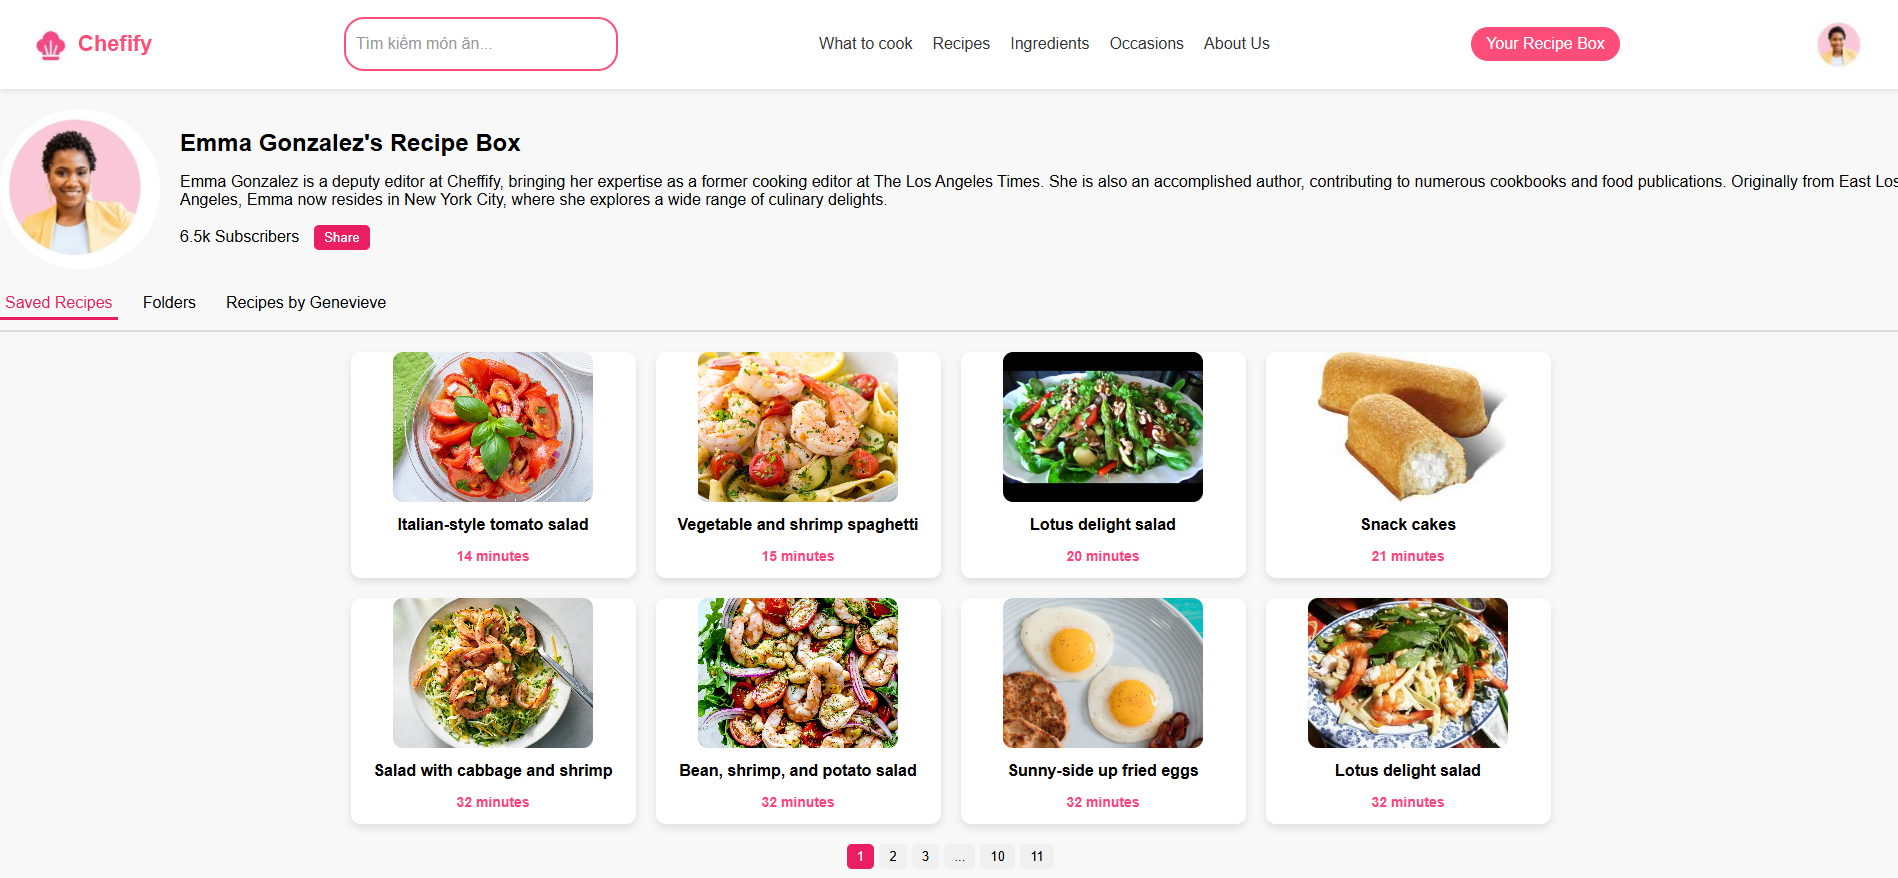 Chefify
Tìm kiếm món ăn...
What to cook
Recipes
Ingredients
Occasions
About Us
Your Recipe Box
Emma Gonzalez's Recipe Box
Emma Gonzalez is a deputy editor at Cheffify, bringing her expertise as a former cooking editor at The Los Angeles Times. She is also an accomplished author, contributing to numerous cookbooks and food publications. Originally from East Los
Angeles, Emma now resides in New York City, where she explores a wide range of culinary delights.
6.5k Subscribers
Share
Saved Recipes
Folders
Recipes by Genevieve
Italian-style tomato salad
14 minutes
Vegetable and shrimp spaghetti
15 minutes
Lotus delight salad
20 minutes
Snack cakes
21 minutes
Salad with cabbage and shrimp
32 minutes
Bean, shrimp, and potato salad
32 minutes
Sunny-side up fried eggs
32 minutes
Lotus delight salad
32 minutes
1
2
3
...
10
11